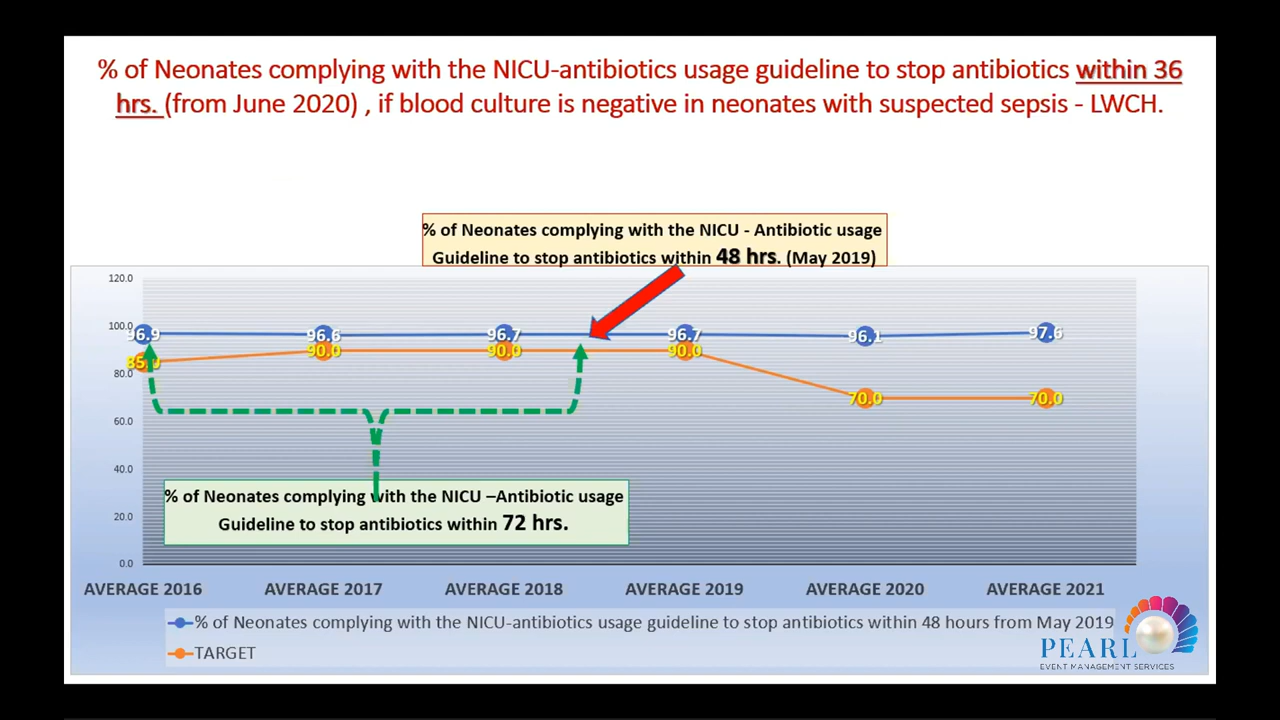 % of Neonates complying with the NICU-antibiotics usage guideline to stop antibiotics within 36
hrs. (from June 2020) , if blood culture is negative in neonates with suspected sepsis - LWCH.
% of Neonates complying with the NICU - Antibiotic usage
Guideline to stop antibiotics within 48 hrs. (May 2019)
120.0
100.0
80.0
60.0
40.0
20.0
0.0
96.9
96.6
96.7
96.7
96.1
97.6
85.0
90.0
90.0
90.0
70.0
70.0
% of Neonates complying with the NICU –Antibiotic usage
Guideline to stop antibiotics within 72 hrs.
AVERAGE 2016
AVERAGE 2017
AVERAGE 2018
AVERAGE 2019
AVERAGE 2020
AVERAGE 2021
% of Neonates complying with the NICU-antibiotics usage guideline to stop antibiotics within 48 hours from May 2019
TARGET
PEARL
EVENT MANAGEMENT SERVICES